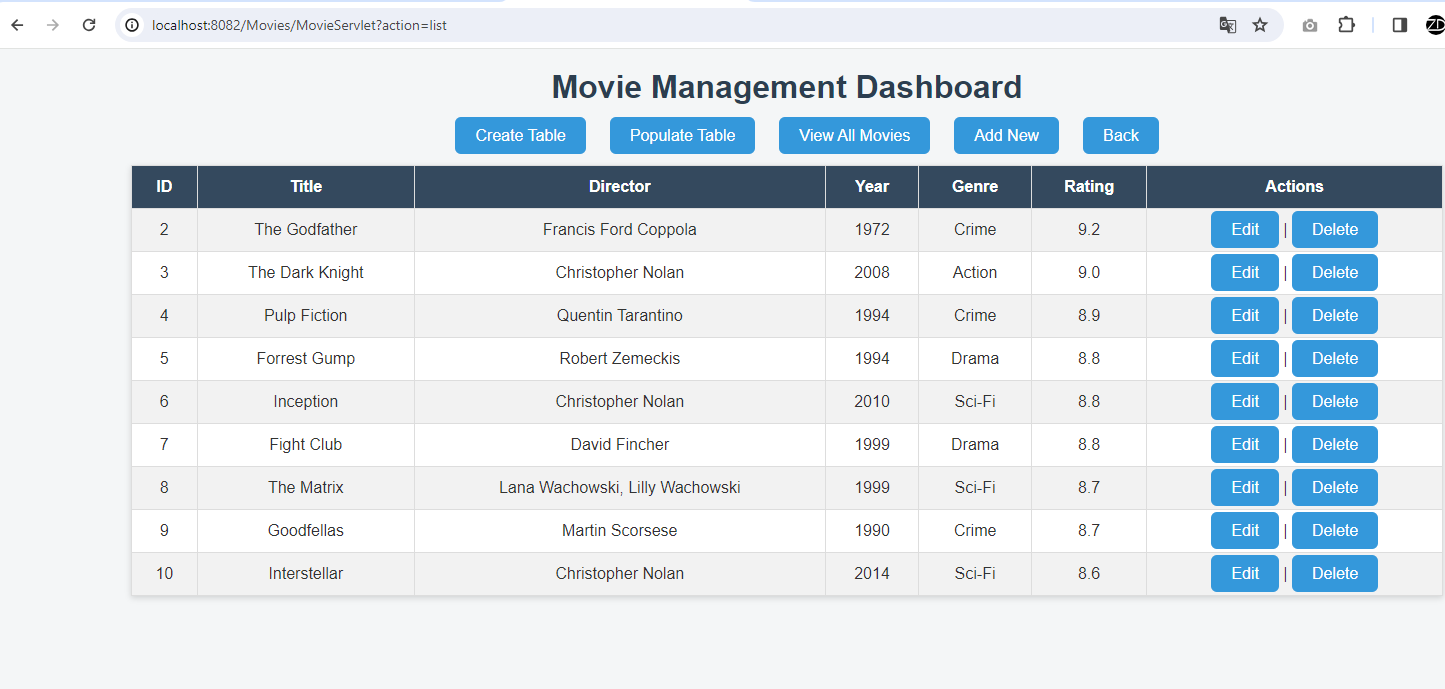 localhost:8082/Movies/MovieServlet?action=list
ZD
Movie Management Dashboard
Create Table Populate Table View All Movies Add New Back
ID Title Director Year Genre Rating Actions
2 The Godfather Francis Ford Coppola 1972 Crime 9.2 Edit | Delete
3 The Dark Knight Christopher Nolan 2008 Action 9.0 Edit | Delete
4 Pulp Fiction Quentin Tarantino 1994 Crime 8.9 Edit | Delete
5 Forrest Gump Robert Zemeckis 1994 Drama 8.8 Edit | Delete
6 Inception Christopher Nolan 2010 Sci-Fi 8.8 Edit | Delete
7 Fight Club David Fincher 1999 Drama 8.8 Edit | Delete
8 The Matrix Lana Wachowski, Lilly Wachowski 1999 Sci-Fi 8.7 Edit | Delete
9 Goodfellas Martin Scorsese 1990 Crime 8.7 Edit | Delete
10 Interstellar Christopher Nolan 2014 Sci-Fi 8.6 Edit | Delete